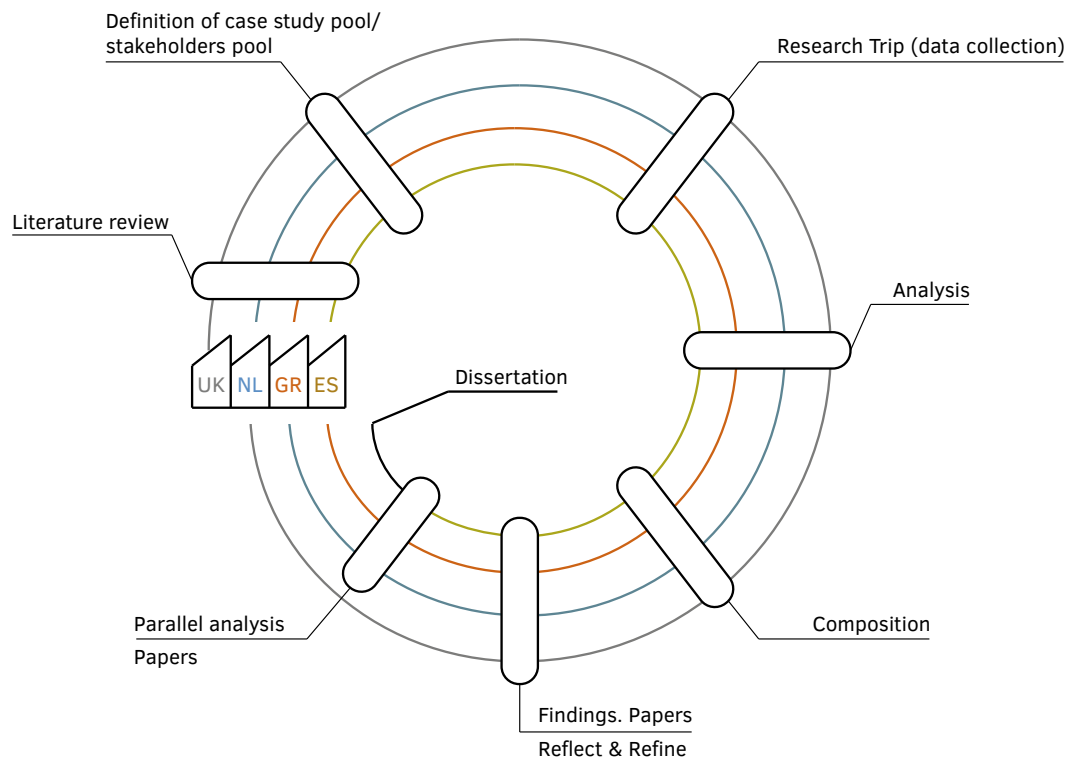 Definition of case study pool/
stakeholders pool
Research Trip (data collection)
Literature review
Analysis
UK NL GR ES
Dissertation
Parallel analysis
Papers
Composition
Findings. Papers
Reflect & Refine